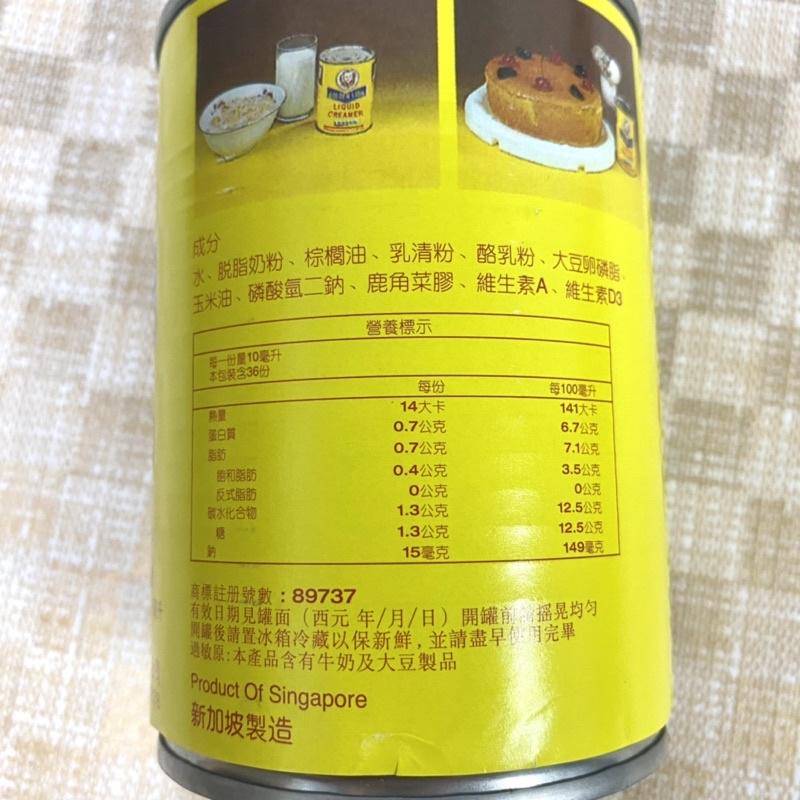 LIQUID
CREAMER
成分
水、脱脂奶粉、棕櫚油、乳清粉、酪乳粉、大豆卵磷脂、
玉米油、磷酸氫二鈉、鹿角菜膠、維生素A、維生素D3
營養標示
每一份量10毫升
本包裝含36份
每份 每100毫升
熱量 14大卡 141大卡
蛋白質 0.7公克 6.7公克
脂肪 0.7公克 7.1公克
飽和脂肪 0.4公克 3.5公克
反式脂肪 0公克 0公克
碳水化合物 1.3公克 12.5公克
糖 1.3公克 12.5公克
鈉 15毫克 149毫克
商標註册號數：89737
有效日期見罐面（西元 年/月/日）開罐前請摇晃均匀
開罐後請置冰箱冷藏以保新鮮，並請盡早使用完畢
過敏原:本產品含有牛奶及大豆製品
Product Of Singapore
新加坡製造